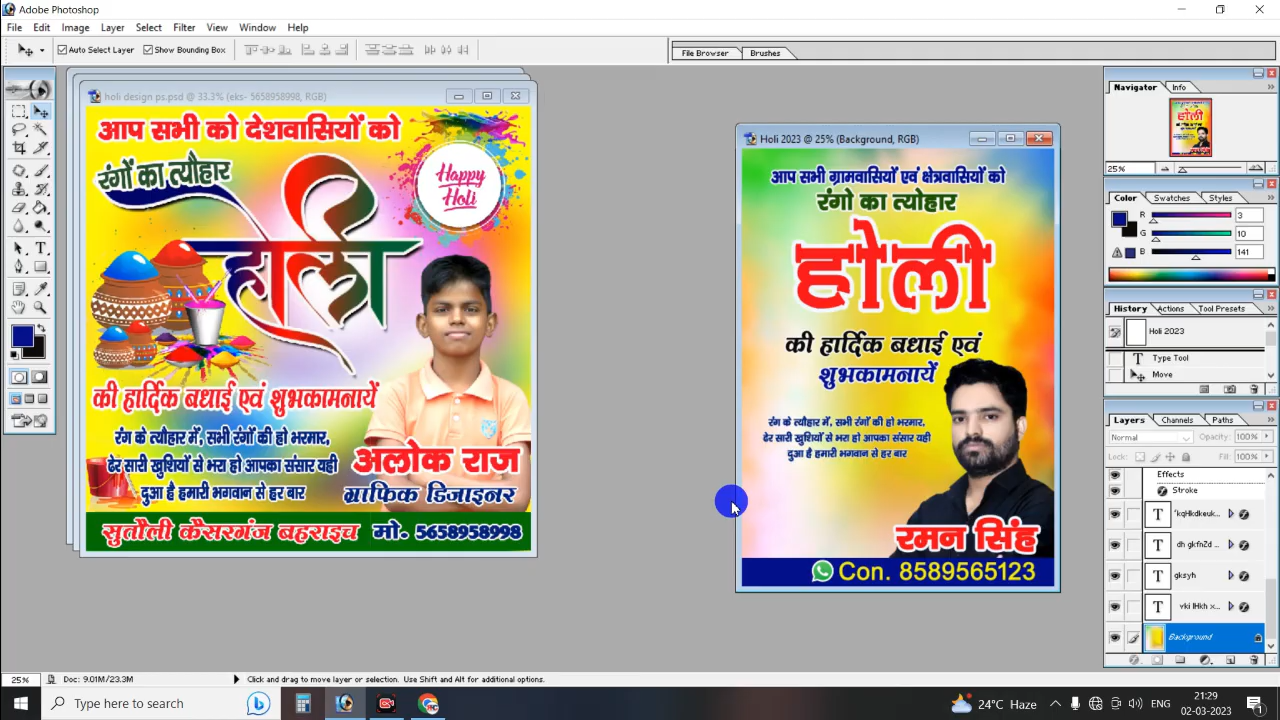 Adobe Photoshop
File Edit Image Layer Select Filter View Window Help
Auto Select Layer Show Bounding Box
File Browser Brushes
holi design ps.psd @ 33.3% (eks- 5658958998, RGB)
आप सभी को देशवासियों को
रंगों का त्यौहार
होली
Happy
Holi
की हार्दिक बधाई एवं शुभकामनायें
रंग के त्यौहार में, सभी रंगों की हो भरमार,
ढेर सारी खुशियों से भरा हो आपका संसार यही
दुआ है हमारी भगवान से हर बार
अलोक राज
ग्राफिक डिजाइनर
सुतौली कैसरगंज बहराइच मो. 5658958998
Holi 2023 @ 25% (Background, RGB)
आप सभी ग्रामवासियों एवं क्षेत्रवासियों को
रंगो का त्योहार
होली
की हार्दिक बधाई एवं
शुभकामनायें
रंग के त्यौहार में, सभी रंगों की हो भरमार,
ढेर सारी खुशियों से भरा हो आपका संसार यही
दुआ है हमारी भगवान से हर बार
रमन सिंह
Con. 8589565123
Navigator Info
25%
Color Swatches Styles
R 3
G 10
B 141
History Actions Tool Presets
Holi 2023
Type Tool
Move
Layers Channels Paths
Normal Opacity: 100%
Lock: Fill: 100%
Effects
Stroke
T 'kqHkdkeuk...
T dh gkfnZd ...
T gksyh
T vki lHkh x...
Background
25% Doc: 9.01M/23.3M Click and drag to move layer or selection. Use Shift and Alt for additional options.
Type here to search
24°C Haze
ENG
21:29
02-03-2023
1